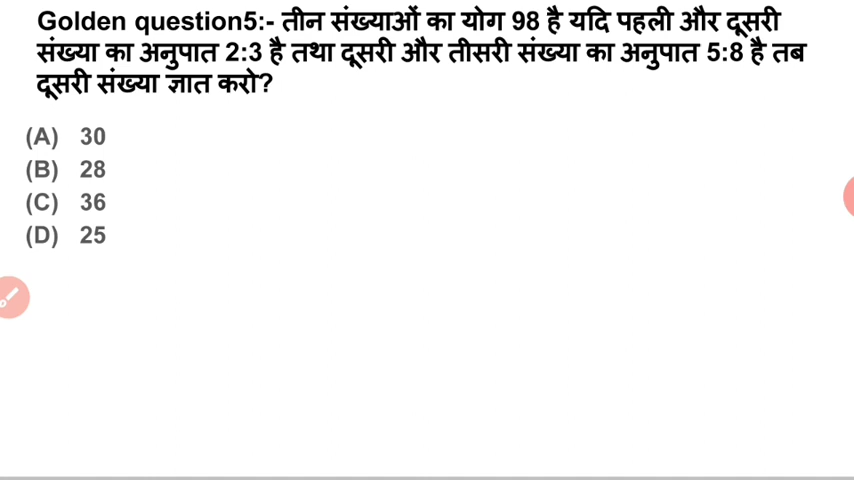 Golden question5:- तीन संख्याओं का योग 98 है यदि पहली और दूसरी
संख्या का अनुपात 2:3 है तथा दूसरी और तीसरी संख्या का अनुपात 5:8 है तब
दूसरी संख्या ज्ञात करो?
(A) 30
(B) 28
(C) 36
(D) 25